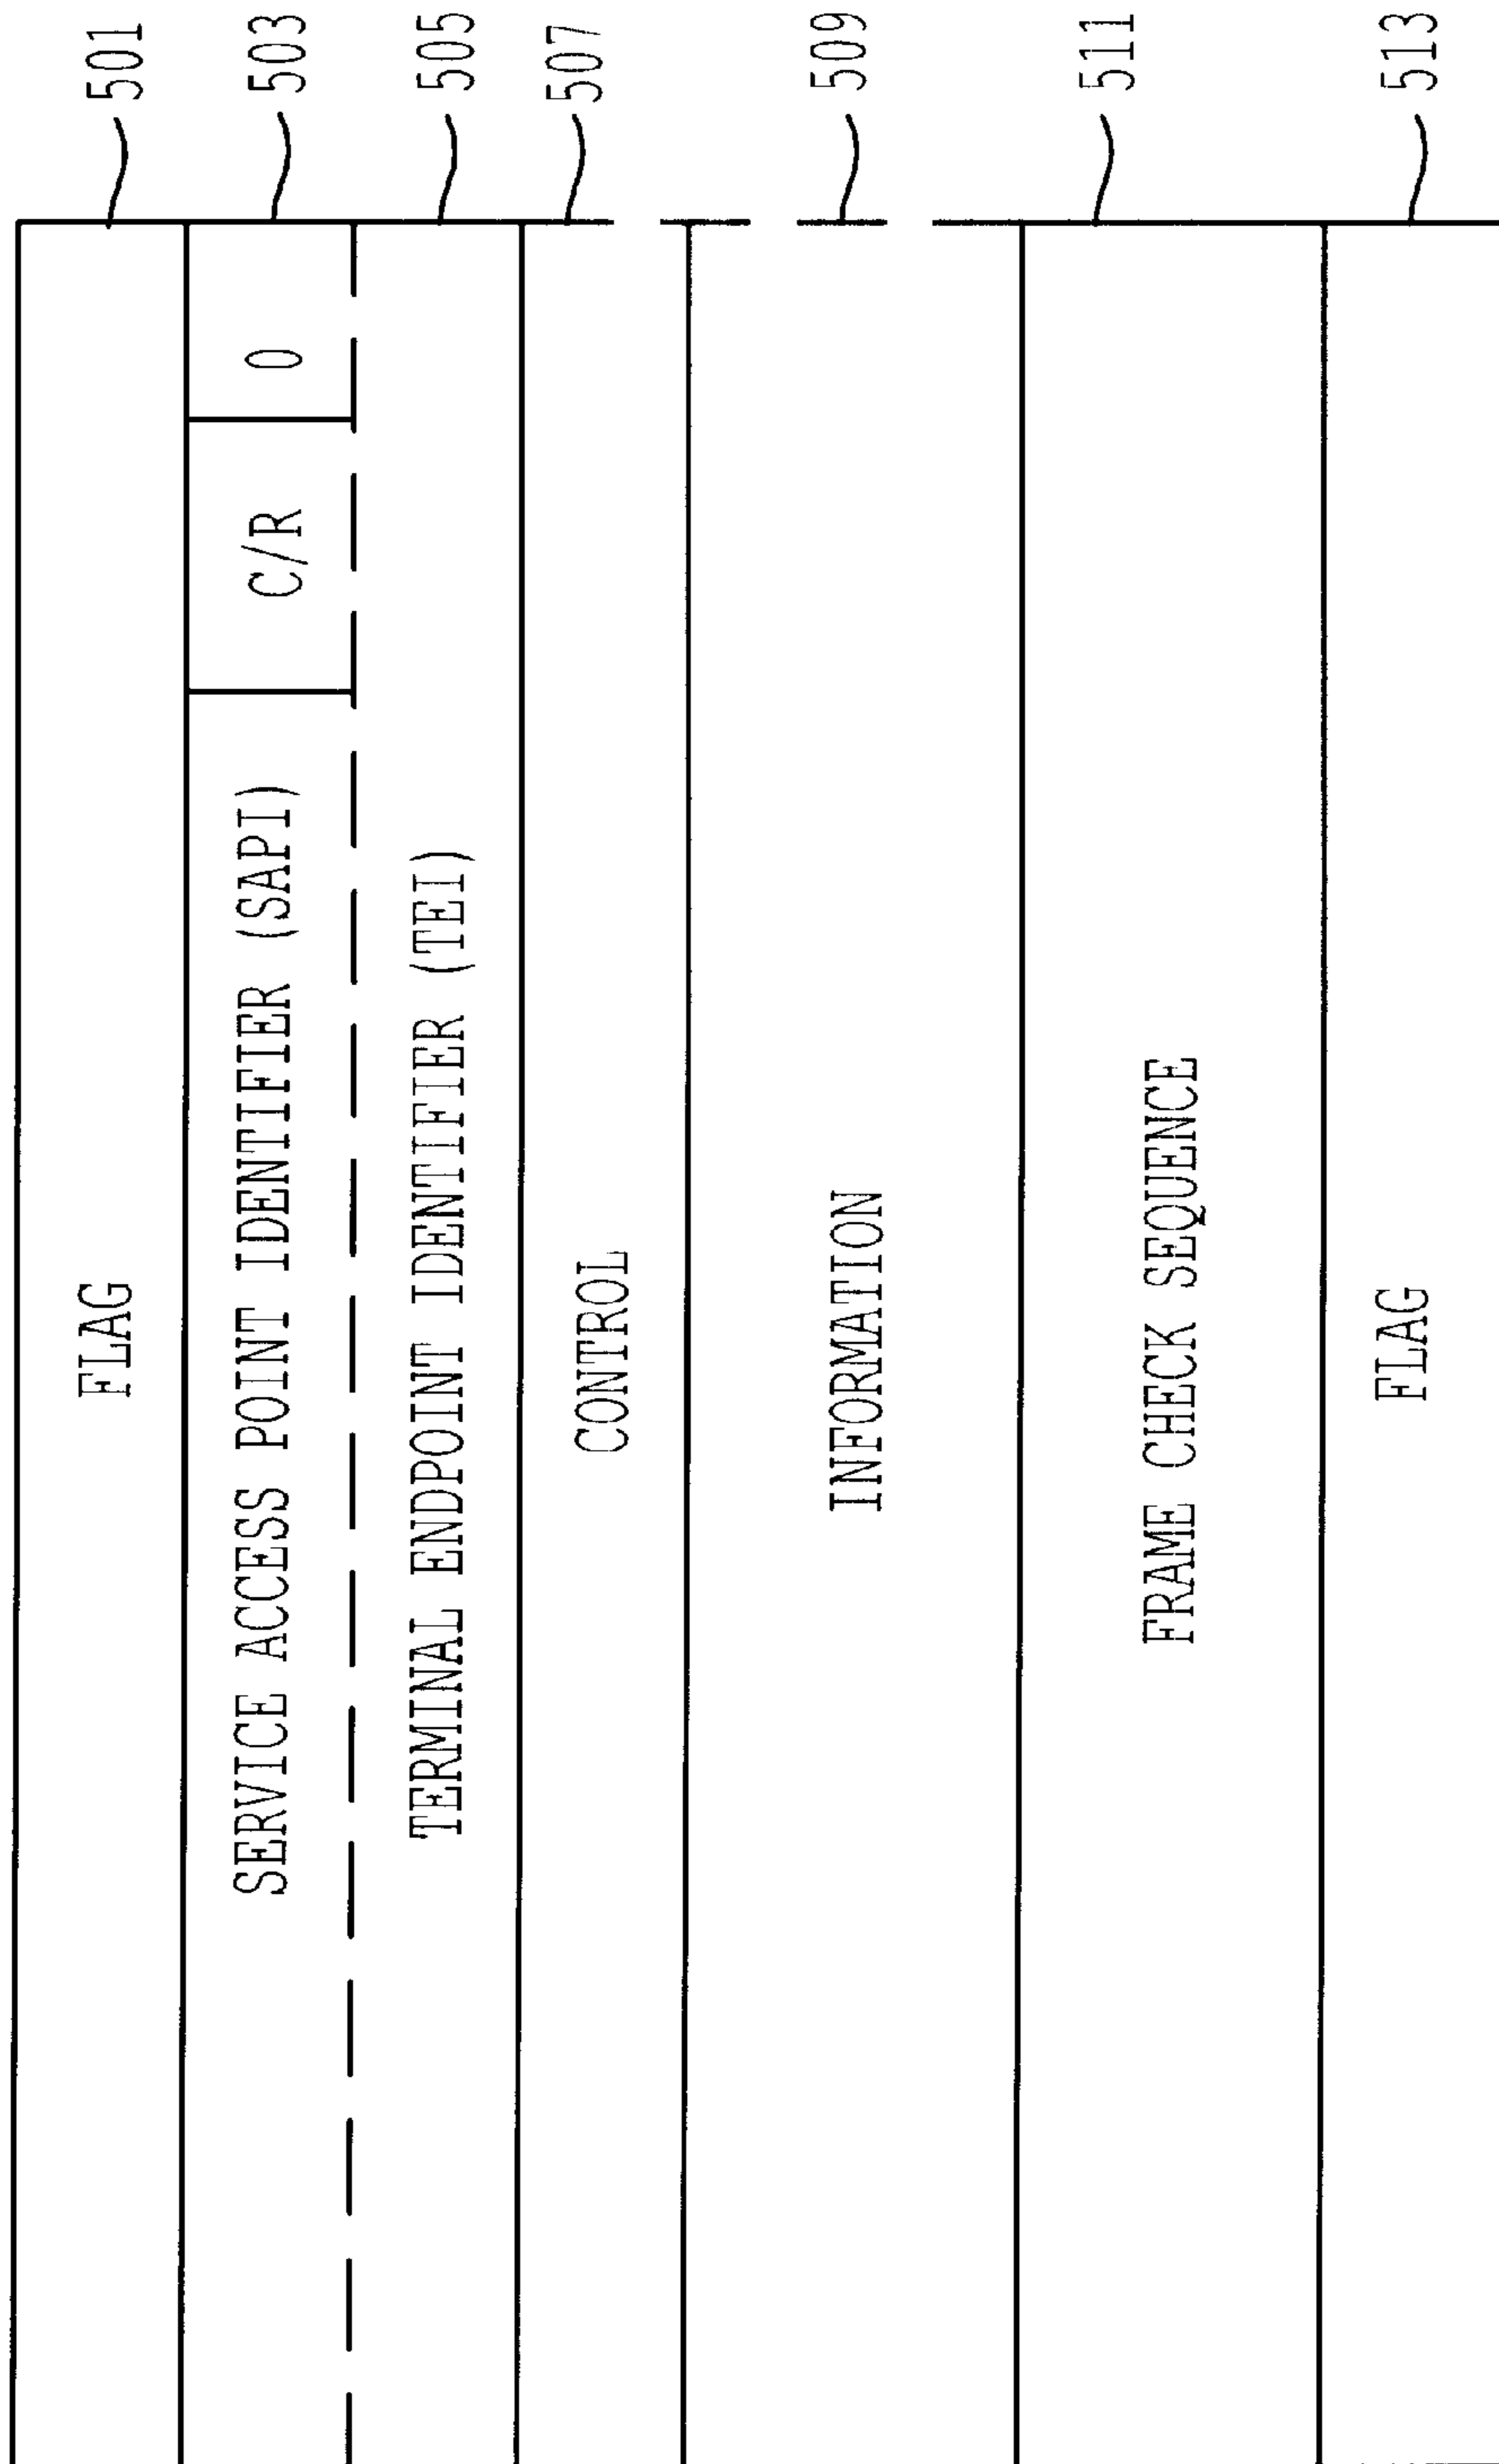 FLAG 501
SERVICE ACCESS POINT IDENTIFIER (SAPI) C/R 0 503
TERMINAL ENDPOINT IDENTIFIER (TEI) 505
CONTROL 507
INFORMATION 509
FRAME CHECK SEQUENCE 511
FLAG 513